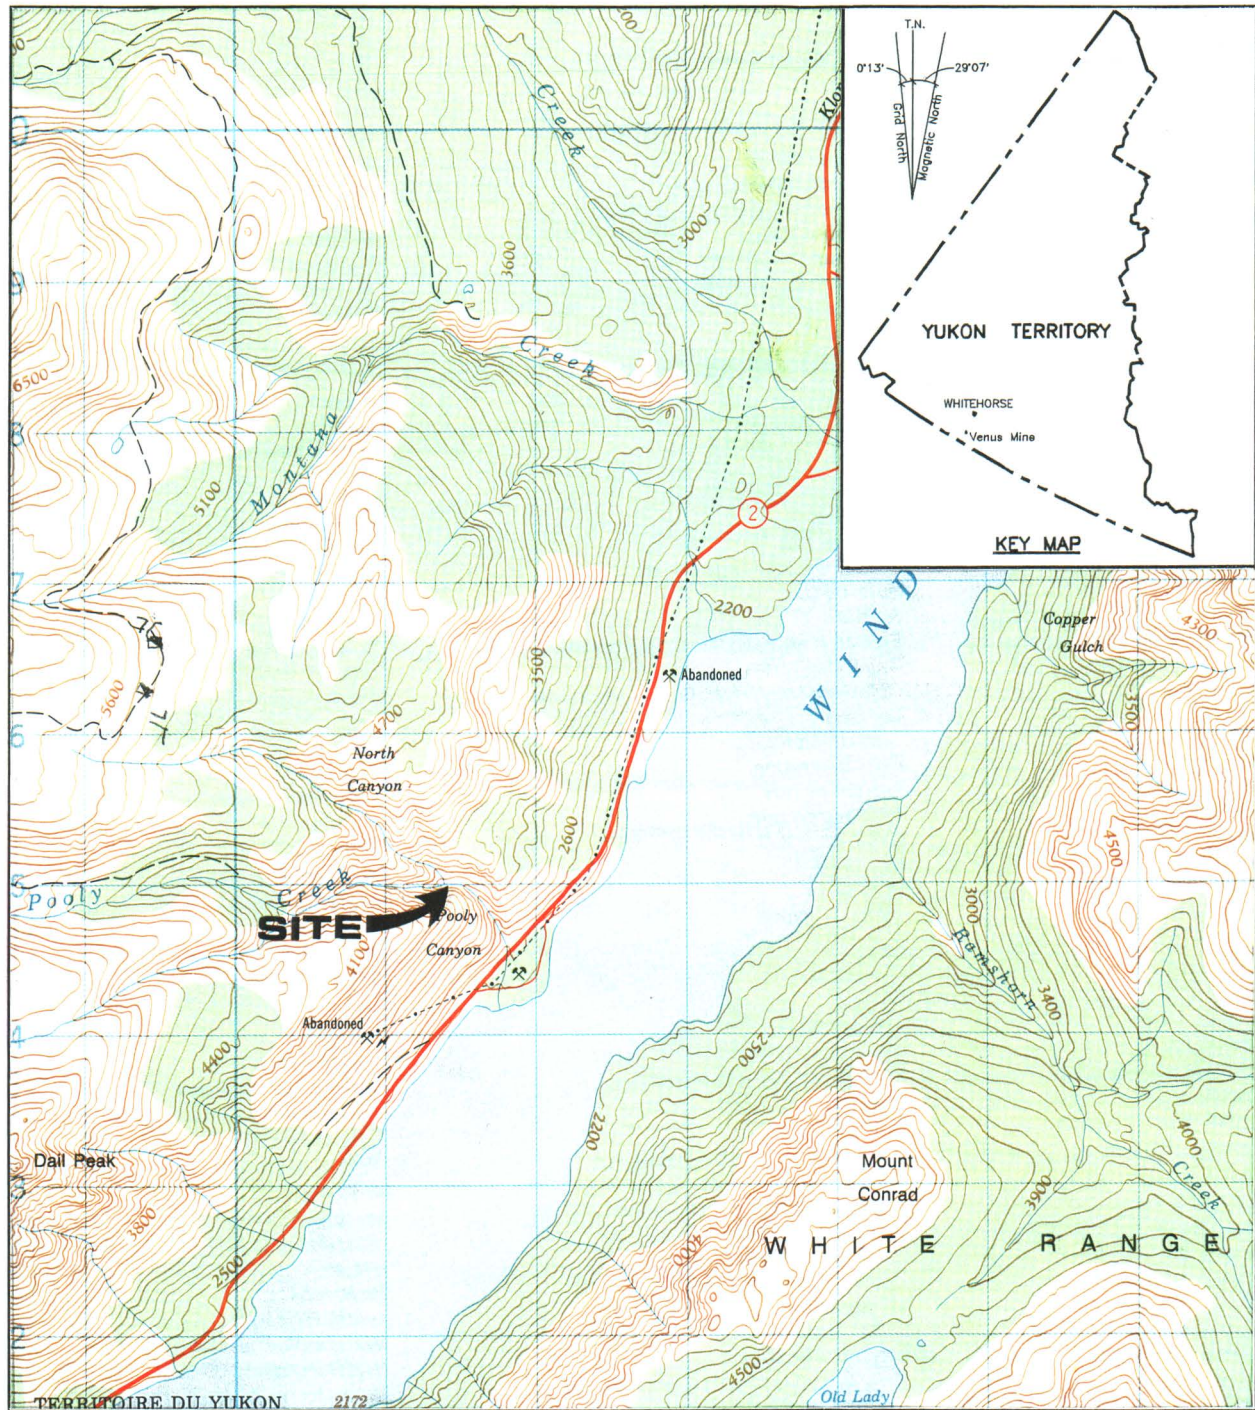 T.N.
0°13'
29°07'
Grid North
Magnetic North
YUKON TERRITORY
WHITEHORSE
Venus Mine
KEY MAP
Creek
3000
3600
Creek
6500
Montana
5100
2
2200
WIND
Copper
Gulch
4300
3500
Abandoned
3500
5600
4700
North
Canyon
2600
4500
Pooly
Creek
SITE
Pooly
Canyon
4100
3000
Ramshorn
3400
Abandoned
4400
2500
2200
4000
Creek
Dail Peak
Mount
Conrad
3900
3800
4000
WHITE RANGE
2500
4500
Old Lady
TERRITOIRE DU YUKON
2172